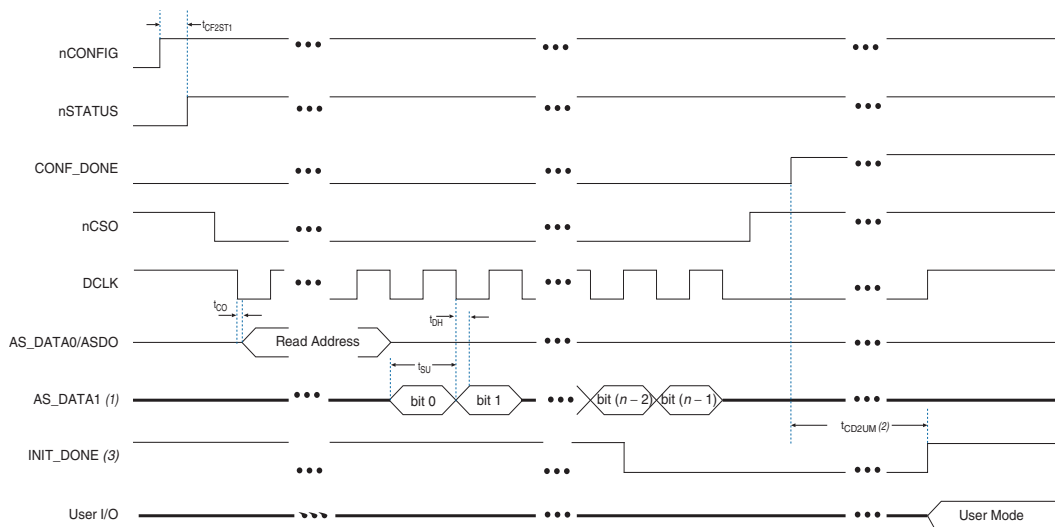 tCF2ST1
nCONFIG
nSTATUS
CONF_DONE
nCSO
DCLK
tCO
tDH
AS_DATA0/ASDO
Read Address
tSU
AS_DATA1 (1)
bit 0
bit 1
bit (n − 2)
bit (n − 1)
tCD2UM (2)
INIT_DONE (3)
User I/O
User Mode